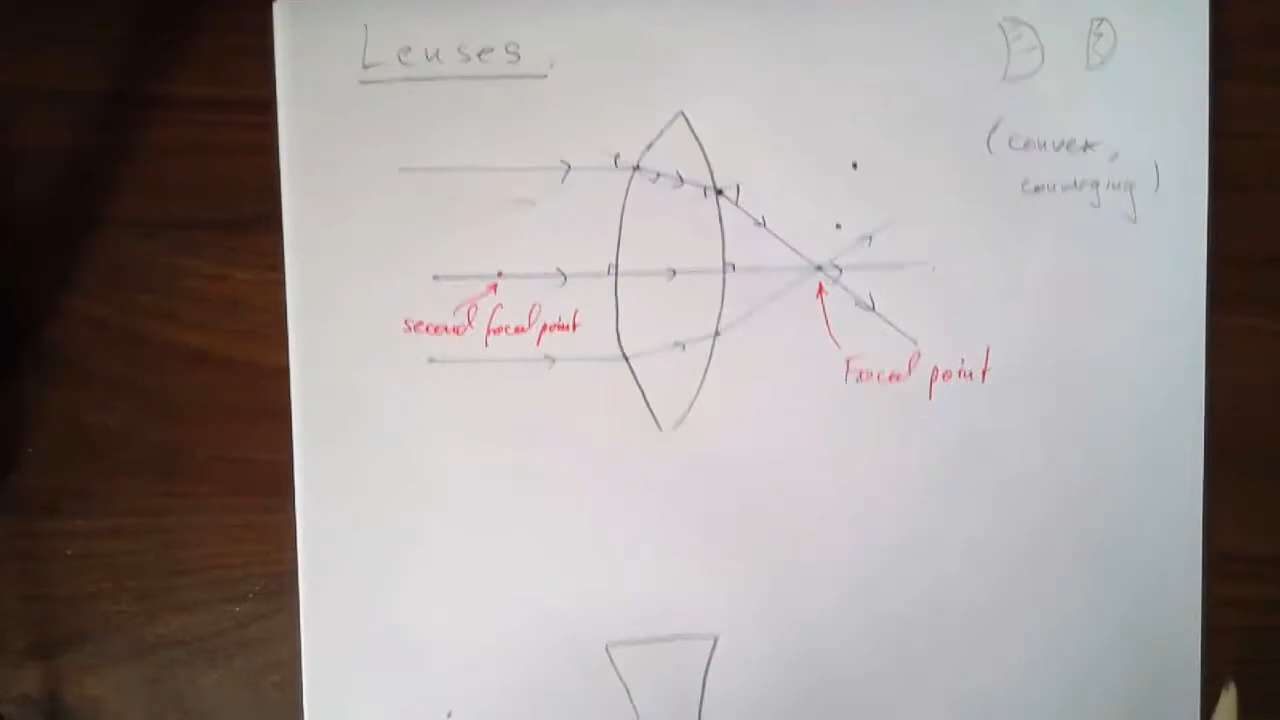 Lenses.
(convex,
converging)
second focal point
Focal point